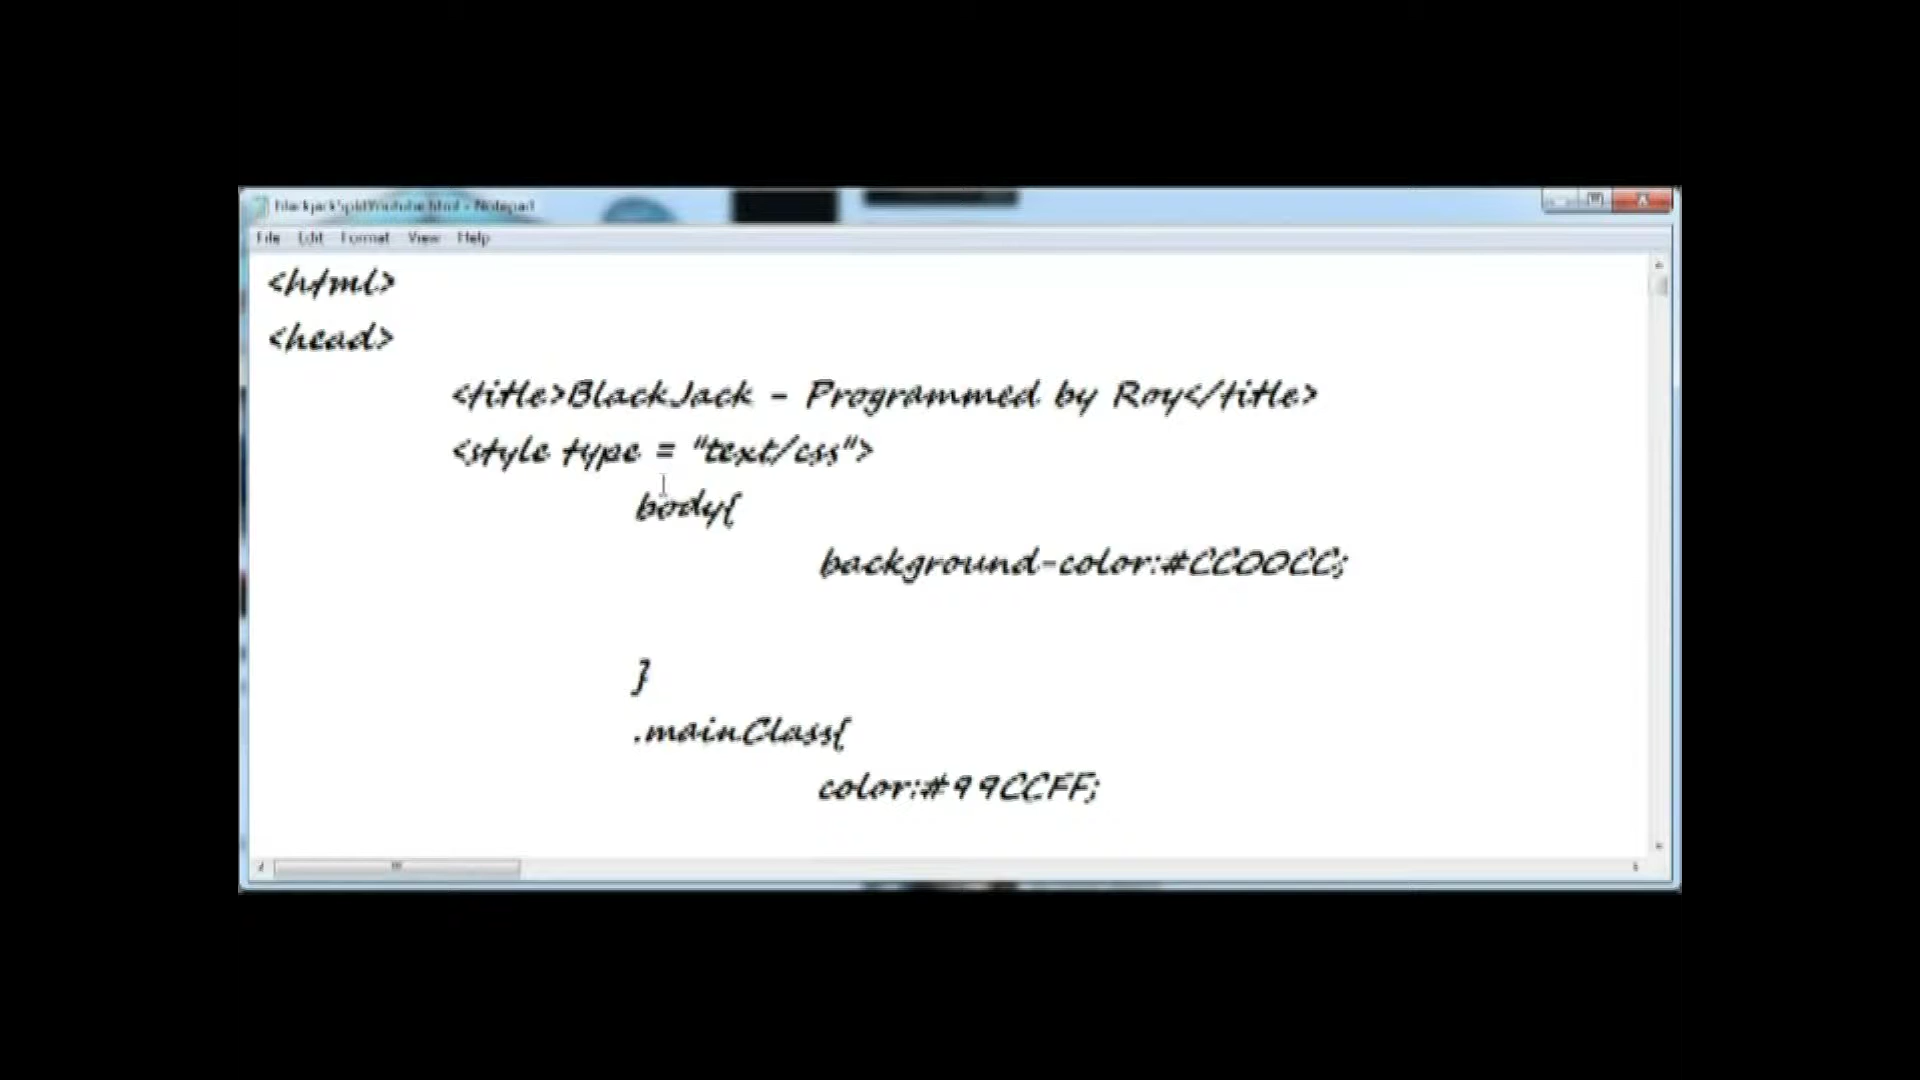 - Notepad
File Edit Format View Help
<html>
<head>
<title>BlackJack - Programmed by Roy</title>
<style type = "text/css">
body{
background-color:#CC00CC;
}
.mainClass{
color:#99CCFF;